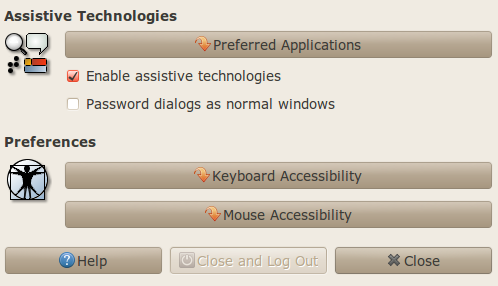 Assistive Technologies
Preferred Applications
Enable assistive technologies
Password dialogs as normal windows
Preferences
Keyboard Accessibility
Mouse Accessibility
Help
Close and Log Out
Close